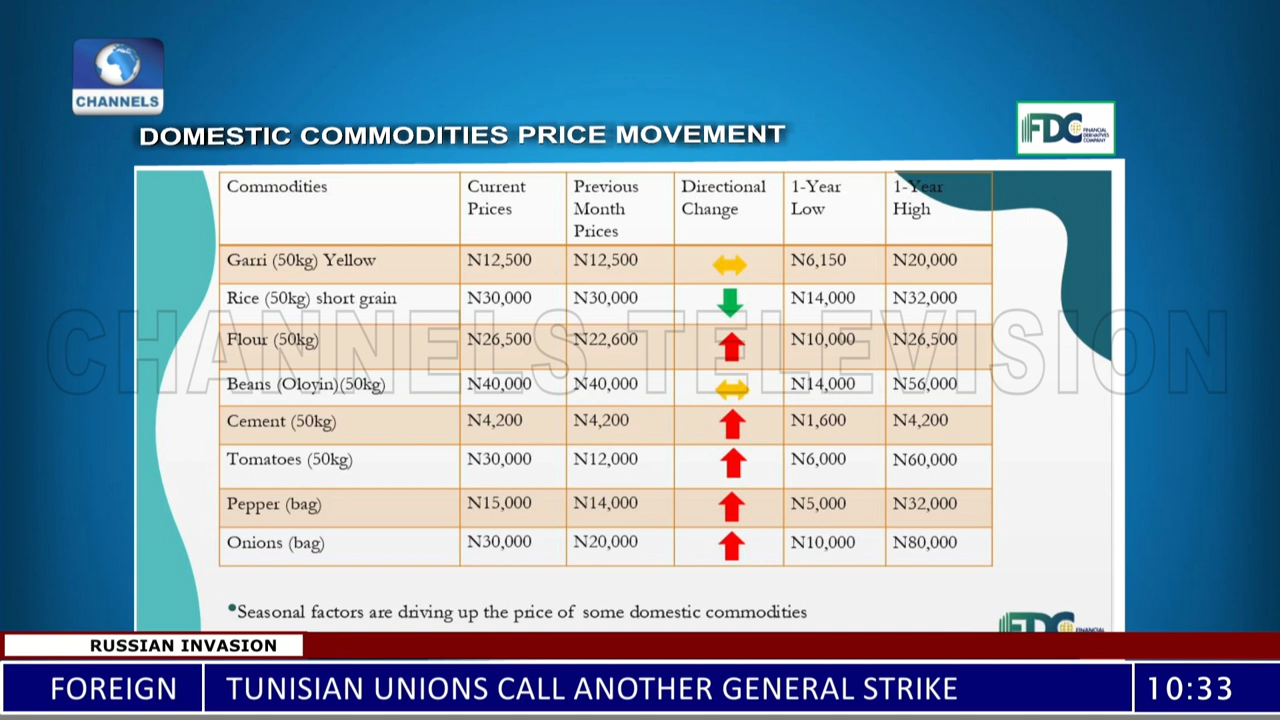 CHANNELS
DOMESTIC COMMODITIES PRICE MOVEMENT
FDC FINANCIAL
DERIVATIVES
COMPANY
Commodities Current Prices Previous Month Prices Directional Change 1-Year Low 1-Year High
Garri (50kg) Yellow N12,500 N12,500 N6,150 N20,000
Rice (50kg) short grain N30,000 N30,000 N14,000 N32,000
Flour (50kg) N26,500 N22,600 N10,000 N26,500
Beans (Oloyin)(50kg) N40,000 N40,000 N14,000 N56,000
Cement (50kg) N4,200 N4,200 N1,600 N4,200
Tomatoes (50kg) N30,000 N12,000 N6,000 N60,000
Pepper (bag) N15,000 N14,000 N5,000 N32,000
Onions (bag) N30,000 N20,000 N10,000 N80,000
CHANNELS TELEVISION
•Seasonal factors are driving up the price of some domestic commodities
FDC FINANCIAL
RUSSIAN INVASION
FOREIGN TUNISIAN UNIONS CALL ANOTHER GENERAL STRIKE 10:33